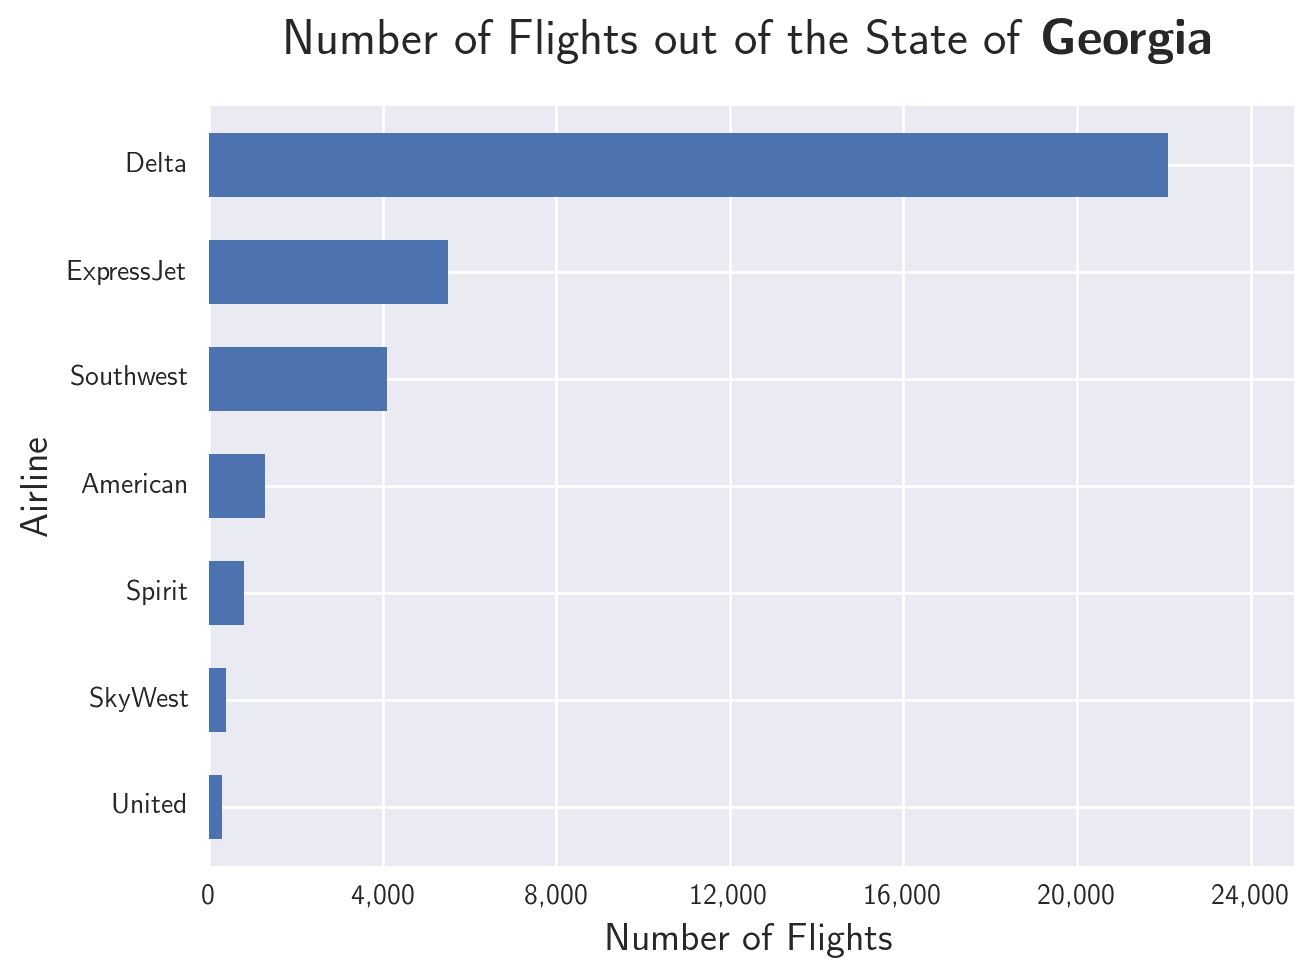 Number of Flights out of the State of Georgia
Delta
ExpressJet
Southwest
American
Spirit
SkyWest
United
Airline
0 4,000 8,000 12,000 16,000 20,000 24,000
Number of Flights